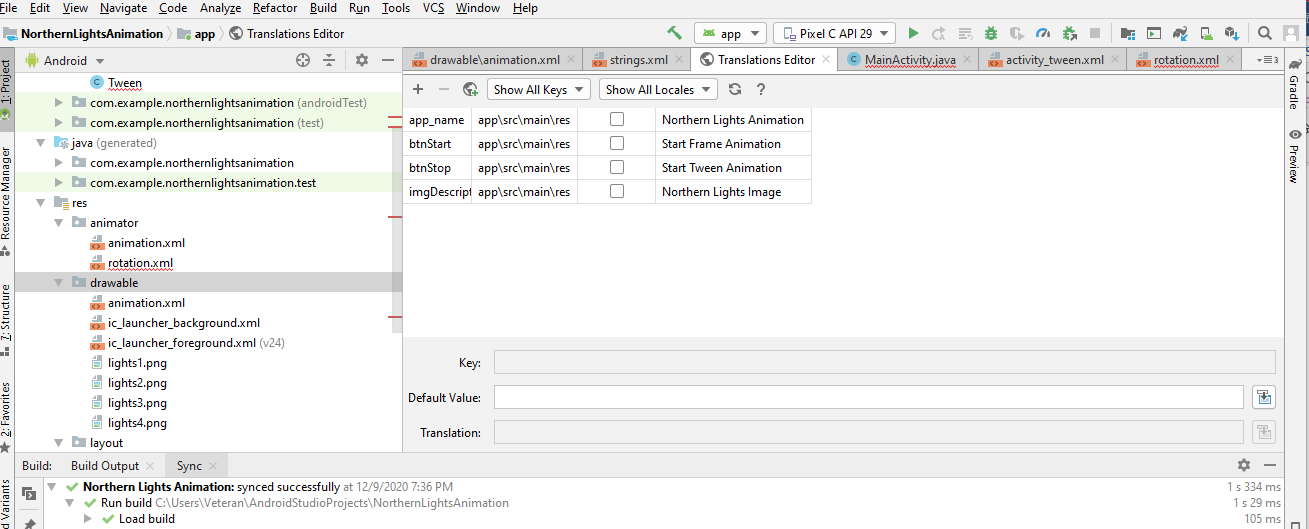 File Edit View Navigate Code Analyze Refactor Build Run Tools VCS Window Help
NorthernLightsAnimation app Translations Editor app Pixel C API 29
1: Project
Resource Manager
7: Structure
2: Favorites
Variants
Android
Tween
com.example.northernlightsanimation (androidTest)
com.example.northernlightsanimation (test)
java (generated)
com.example.northernlightsanimation
com.example.northernlightsanimation.test
res
animator
animation.xml
rotation.xml
drawable
animation.xml
ic_launcher_background.xml
ic_launcher_foreground.xml (v24)
lights1.png
lights2.png
lights3.png
lights4.png
layout
drawable\animation.xml strings.xml Translations Editor MainActivity.java activity_tween.xml rotation.xml 3
Show All Keys Show All Locales ?
app_name app\src\main\res Northern Lights Animation
btnStart app\src\main\res Start Frame Animation
btnStop app\src\main\res Start Tween Animation
imgDescript app\src\main\res Northern Lights Image
Key:
Default Value:
Translation:
Gradle
Preview
Build: Build Output Sync
Northern Lights Animation: synced successfully at 12/9/2020 7:36 PM 1 s 334 ms
Run build C:\Users\Veteran\AndroidStudioProjects\NorthernLightsAnimation 1 s 29 ms
Load build 105 ms